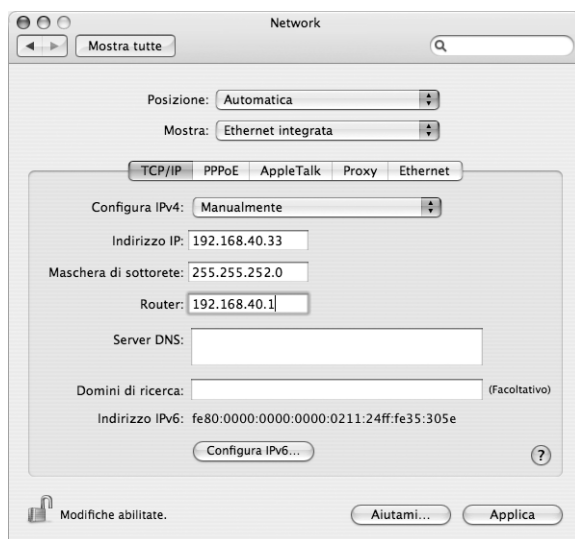 Network
Mostra tutte
Posizione: Automatica
Mostra: Ethernet integrata
TCP/IP PPPoE AppleTalk Proxy Ethernet
Configura IPv4: Manualmente
Indirizzo IP: 192.168.40.33
Maschera di sottorete: 255.255.252.0
Router: 192.168.40.1
Server DNS:
Domini di ricerca: (Facoltativo)
Indirizzo IPv6: fe80:0000:0000:0000:0211:24ff:fe35:305e
Configura IPv6... ?
Modifiche abilitate. Aiutami... Applica